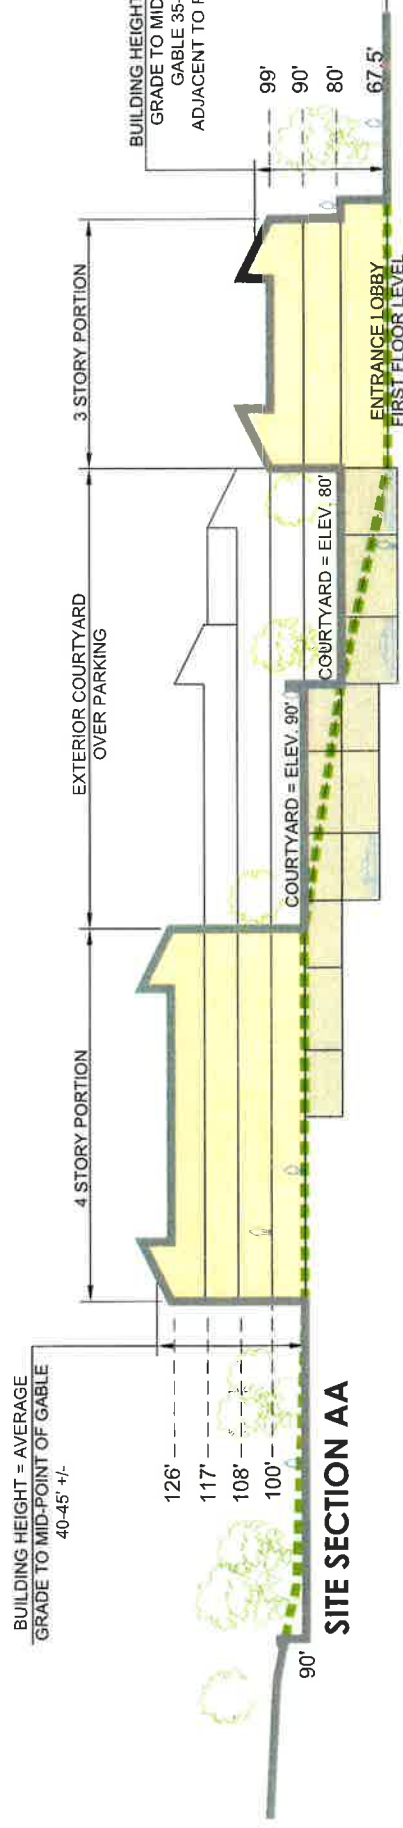 BUILDING HEIGHT = AVERAGE
GRADE TO MID-POINT OF GABLE
40-45' +/-
4 STORY PORTION
EXTERIOR COURTYARD
OVER PARKING
3 STORY PORTION
BUILDING HEIGHT
GRADE TO MID
GABLE 35-
ADJACENT TO
126'
117'
108'
100'
90'
COURTYARD = ELEV. 90'
COURTYARD = ELEV. 80'
ENTRANCE LOBBY
FIRST FLOOR LEVEL
99'
90'
80'
67.5'
SITE SECTION AA